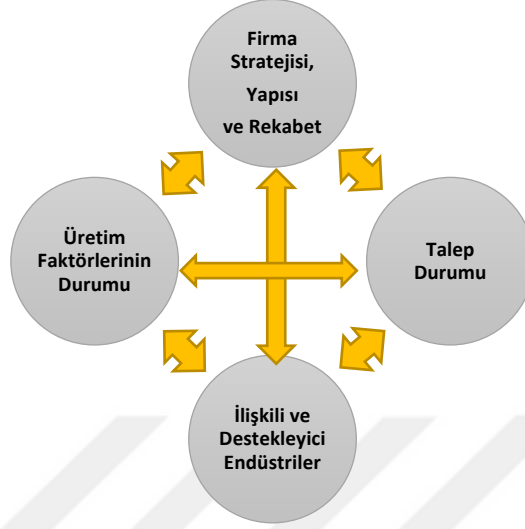 Firma
Stratejisi,
Yapısı
ve Rekabet
Üretim
Faktörlerinin
Durumu
Talep
Durumu
İlişkili ve
Destekleyici
Endüstriler